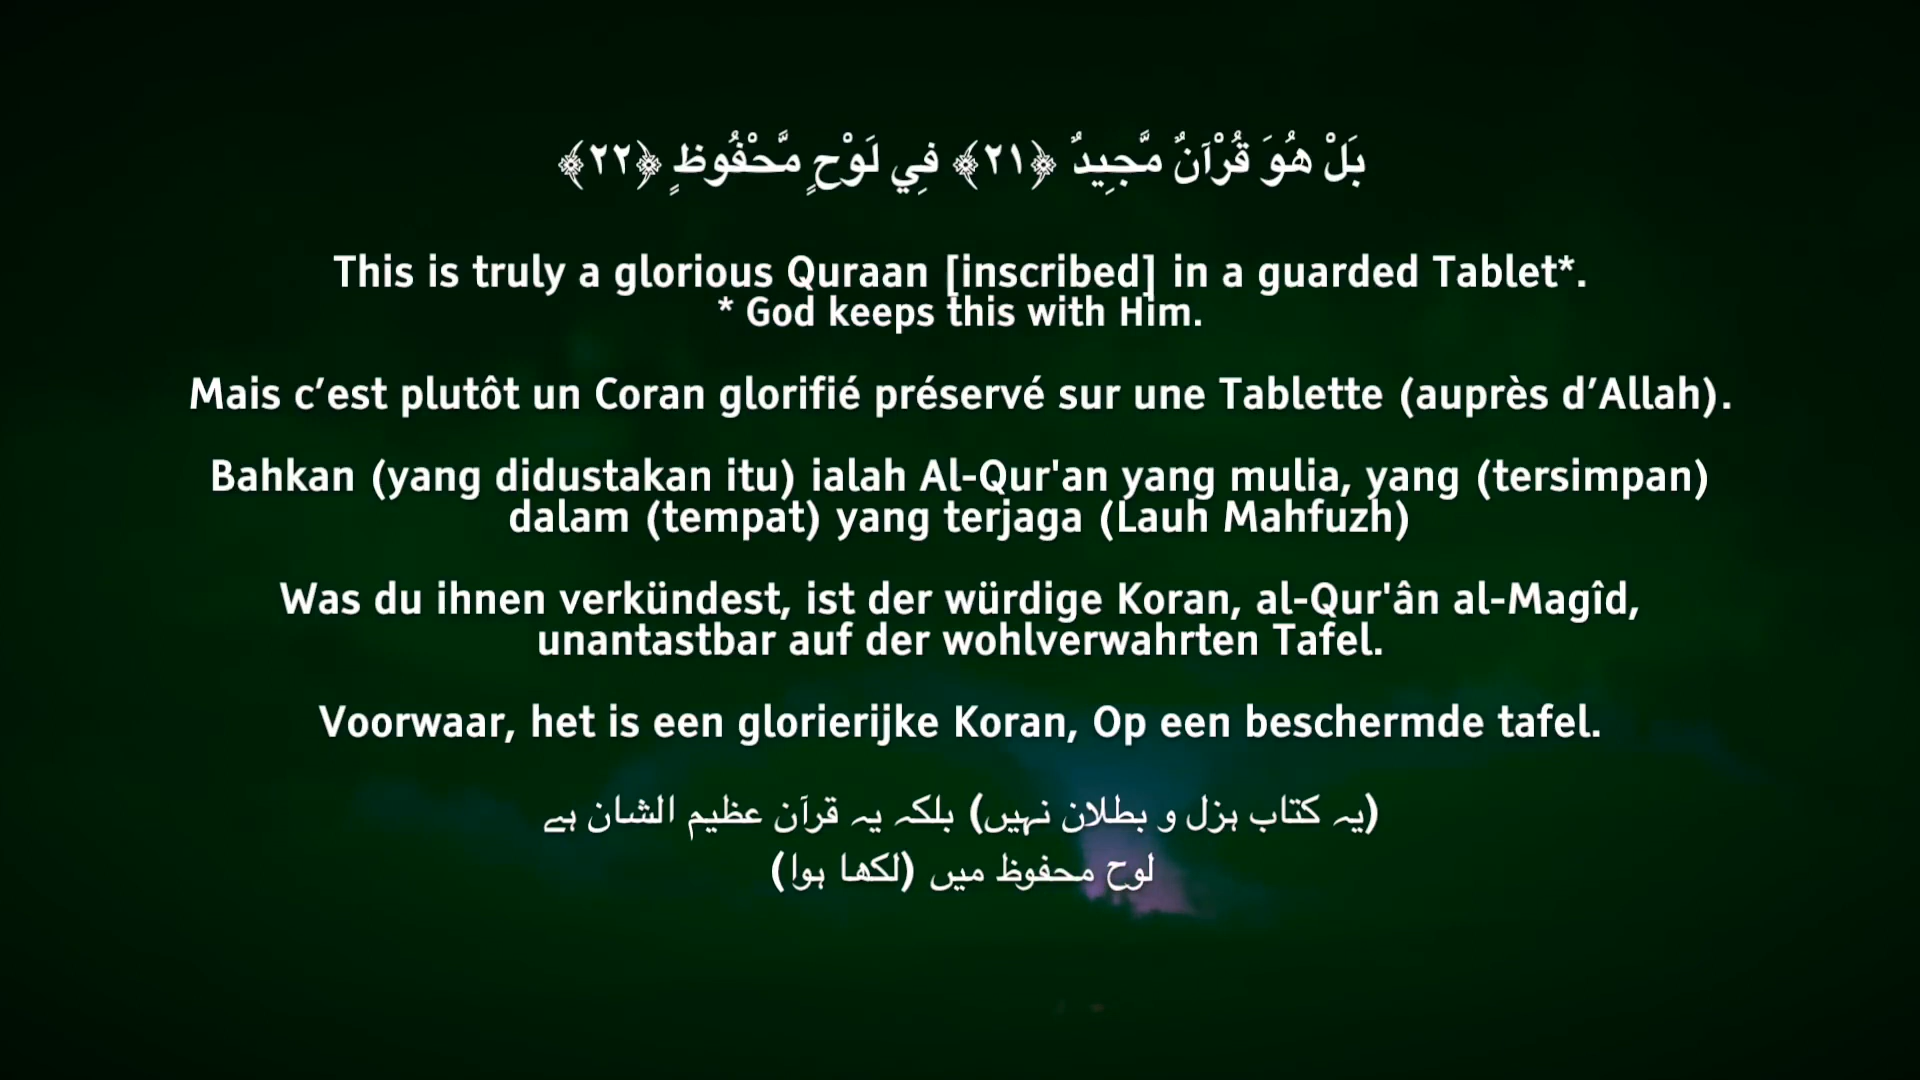 بَلْ هُوَ قُرْآنٌ مَّجِيدٌ ﴿٢١﴾ فِي لَوْحٍ مَّحْفُوظٍ ﴿٢٢﴾
This is truly a glorious Quraan [inscribed] in a guarded Tablet*.
* God keeps this with Him.
Mais c’est plutôt un Coran glorifié préservé sur une Tablette (auprès d’Allah).
Bahkan (yang didustakan itu) ialah Al-Qur'an yang mulia, yang (tersimpan)
dalam (tempat) yang terjaga (Lauh Mahfuzh)
Was du ihnen verkündest, ist der würdige Koran, al-Qur'ân al-Magîd,
unantastbar auf der wohlverwahrten Tafel.
Voorwaar, het is een glorierijke Koran, Op een beschermde tafel.
(یہ کتاب ہزل و بطلان نہیں) بلکہ یہ قرآن عظیم الشان ہے
لوح محفوظ میں (لکھا ہوا)